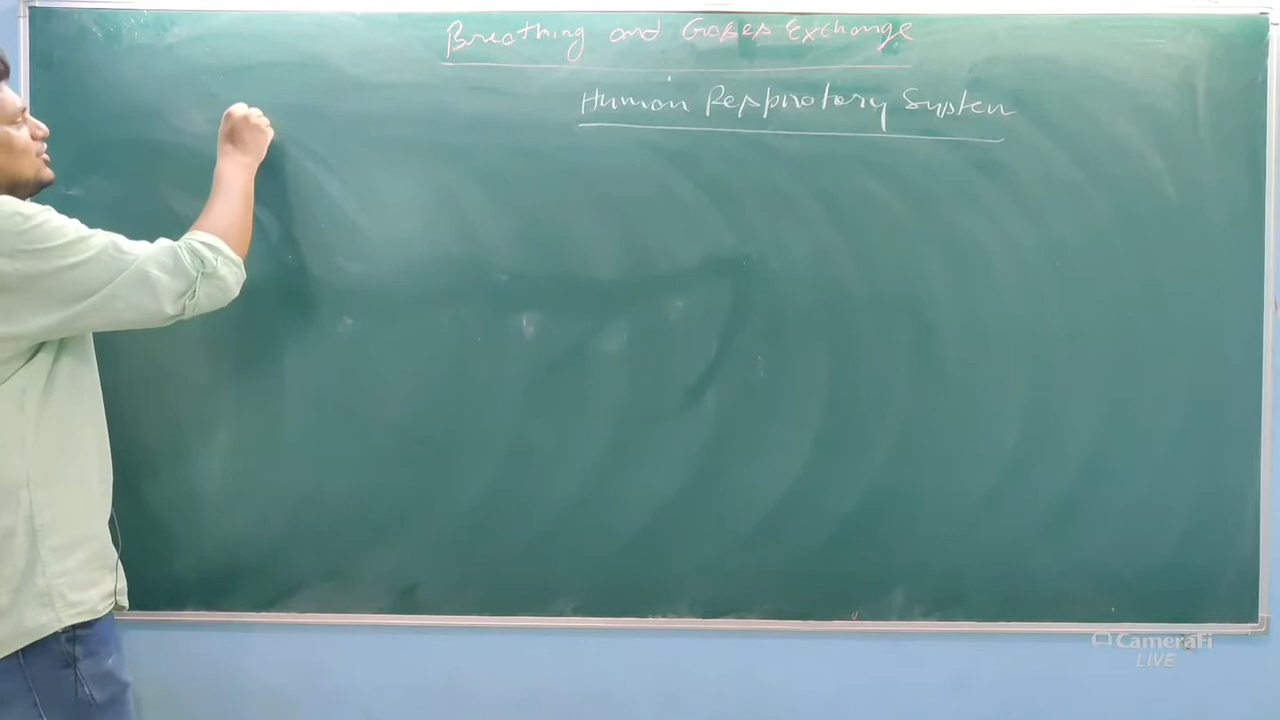 Breathing and Gases Exchange
Human Respiratory System
CameraFi
LIVE